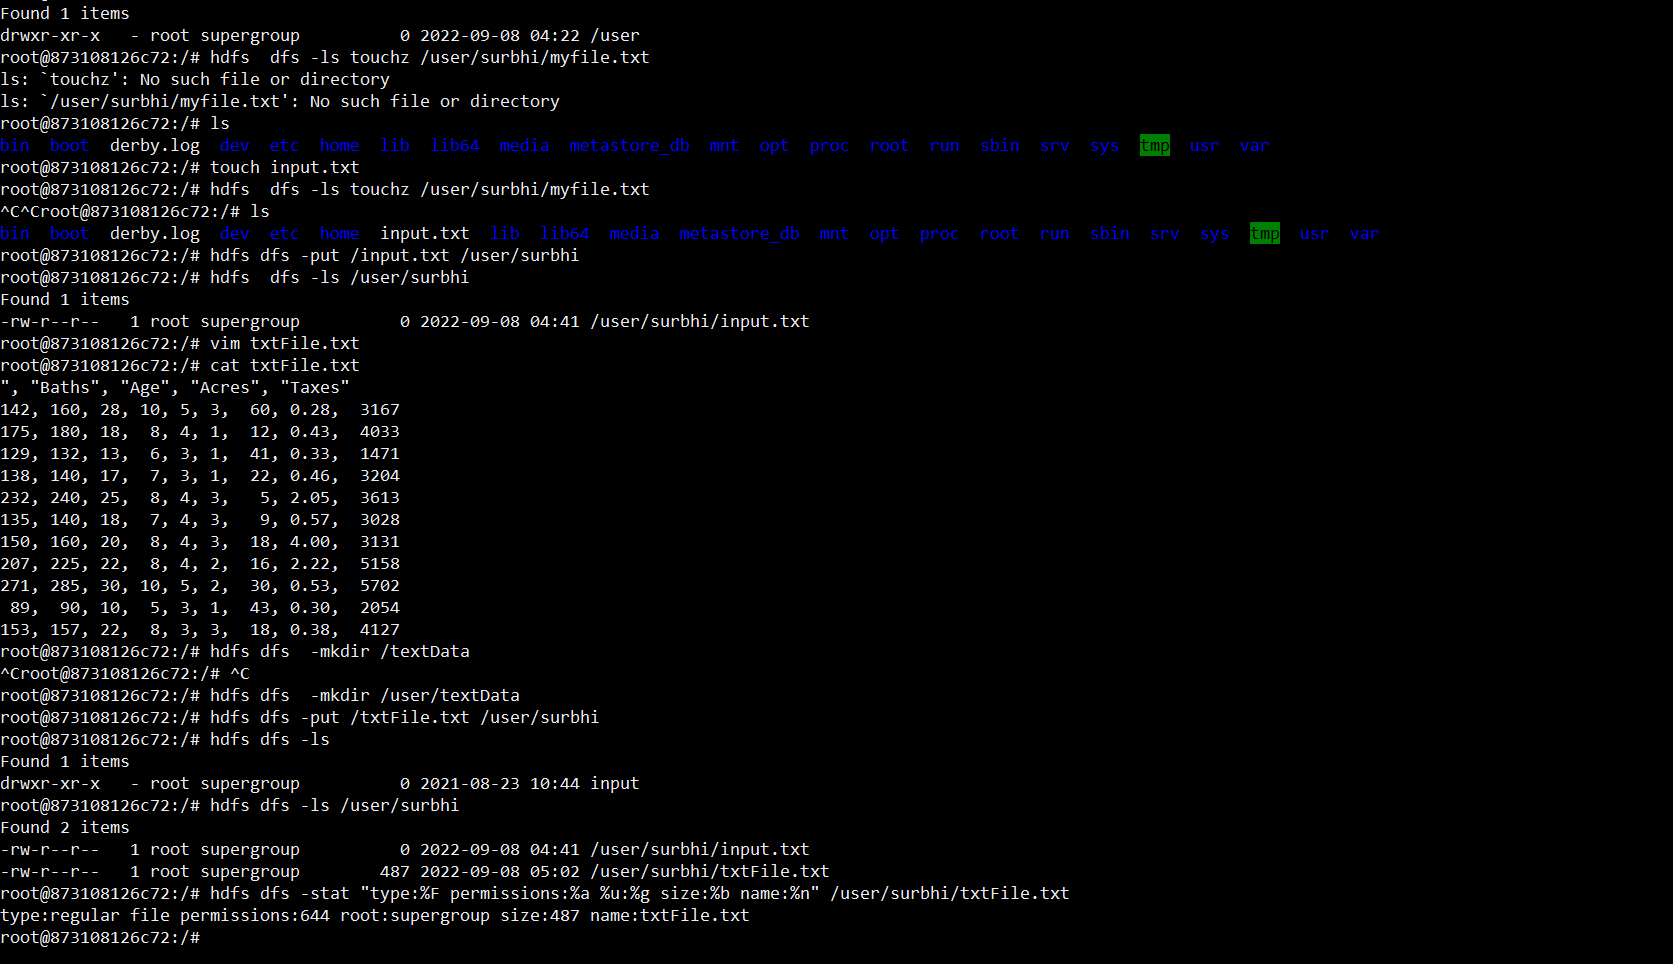 Found 1 items
drwxr-xr-x   - root supergroup          0 2022-09-08 04:22 /user
root@873108126c72:/# hdfs  dfs -ls touchz /user/surbhi/myfile.txt
ls: `touchz': No such file or directory
ls: `/user/surbhi/myfile.txt': No such file or directory
root@873108126c72:/# ls
bin  boot  derby.log  dev  etc  home  lib  lib64  media  metastore_db  mnt  opt  proc  root  run  sbin  srv  sys  tmp  usr  var
root@873108126c72:/# touch input.txt
root@873108126c72:/# hdfs  dfs -ls touchz /user/surbhi/myfile.txt
^C^Croot@873108126c72:/# ls
bin  boot  derby.log  dev  etc  home  input.txt  lib  lib64  media  metastore_db  mnt  opt  proc  root  run  sbin  srv  sys  tmp  usr  var
root@873108126c72:/# hdfs dfs -put /input.txt /user/surbhi
root@873108126c72:/# hdfs  dfs -ls /user/surbhi
Found 1 items
-rw-r--r--   1 root supergroup          0 2022-09-08 04:41 /user/surbhi/input.txt
root@873108126c72:/# vim txtFile.txt
root@873108126c72:/# cat txtFile.txt
", "Baths", "Age", "Acres", "Taxes"
142, 160, 28, 10, 5, 3,  60, 0.28,  3167
175, 180, 18,  8, 4, 1,  12, 0.43,  4033
129, 132, 13,  6, 3, 1,  41, 0.33,  1471
138, 140, 17,  7, 3, 1,  22, 0.46,  3204
232, 240, 25,  8, 4, 3,   5, 2.05,  3613
135, 140, 18,  7, 4, 3,   9, 0.57,  3028
150, 160, 20,  8, 4, 3,  18, 4.00,  3131
207, 225, 22,  8, 4, 2,  16, 2.22,  5158
271, 285, 30, 10, 5, 2,  30, 0.53,  5702
 89,  90, 10,  5, 3, 1,  43, 0.30,  2054
153, 157, 22,  8, 3, 3,  18, 0.38,  4127
root@873108126c72:/# hdfs dfs  -mkdir /textData
^Croot@873108126c72:/# ^C
root@873108126c72:/# hdfs dfs  -mkdir /user/textData
root@873108126c72:/# hdfs dfs -put /txtFile.txt /user/surbhi
root@873108126c72:/# hdfs dfs -ls
Found 1 items
drwxr-xr-x   - root supergroup          0 2021-08-23 10:44 input
root@873108126c72:/# hdfs dfs -ls /user/surbhi
Found 2 items
-rw-r--r--   1 root supergroup          0 2022-09-08 04:41 /user/surbhi/input.txt
-rw-r--r--   1 root supergroup        487 2022-09-08 05:02 /user/surbhi/txtFile.txt
root@873108126c72:/# hdfs dfs -stat "type:%F permissions:%a %u:%g size:%b name:%n" /user/surbhi/txtFile.txt
type:regular file permissions:644 root:supergroup size:487 name:txtFile.txt
root@873108126c72:/#